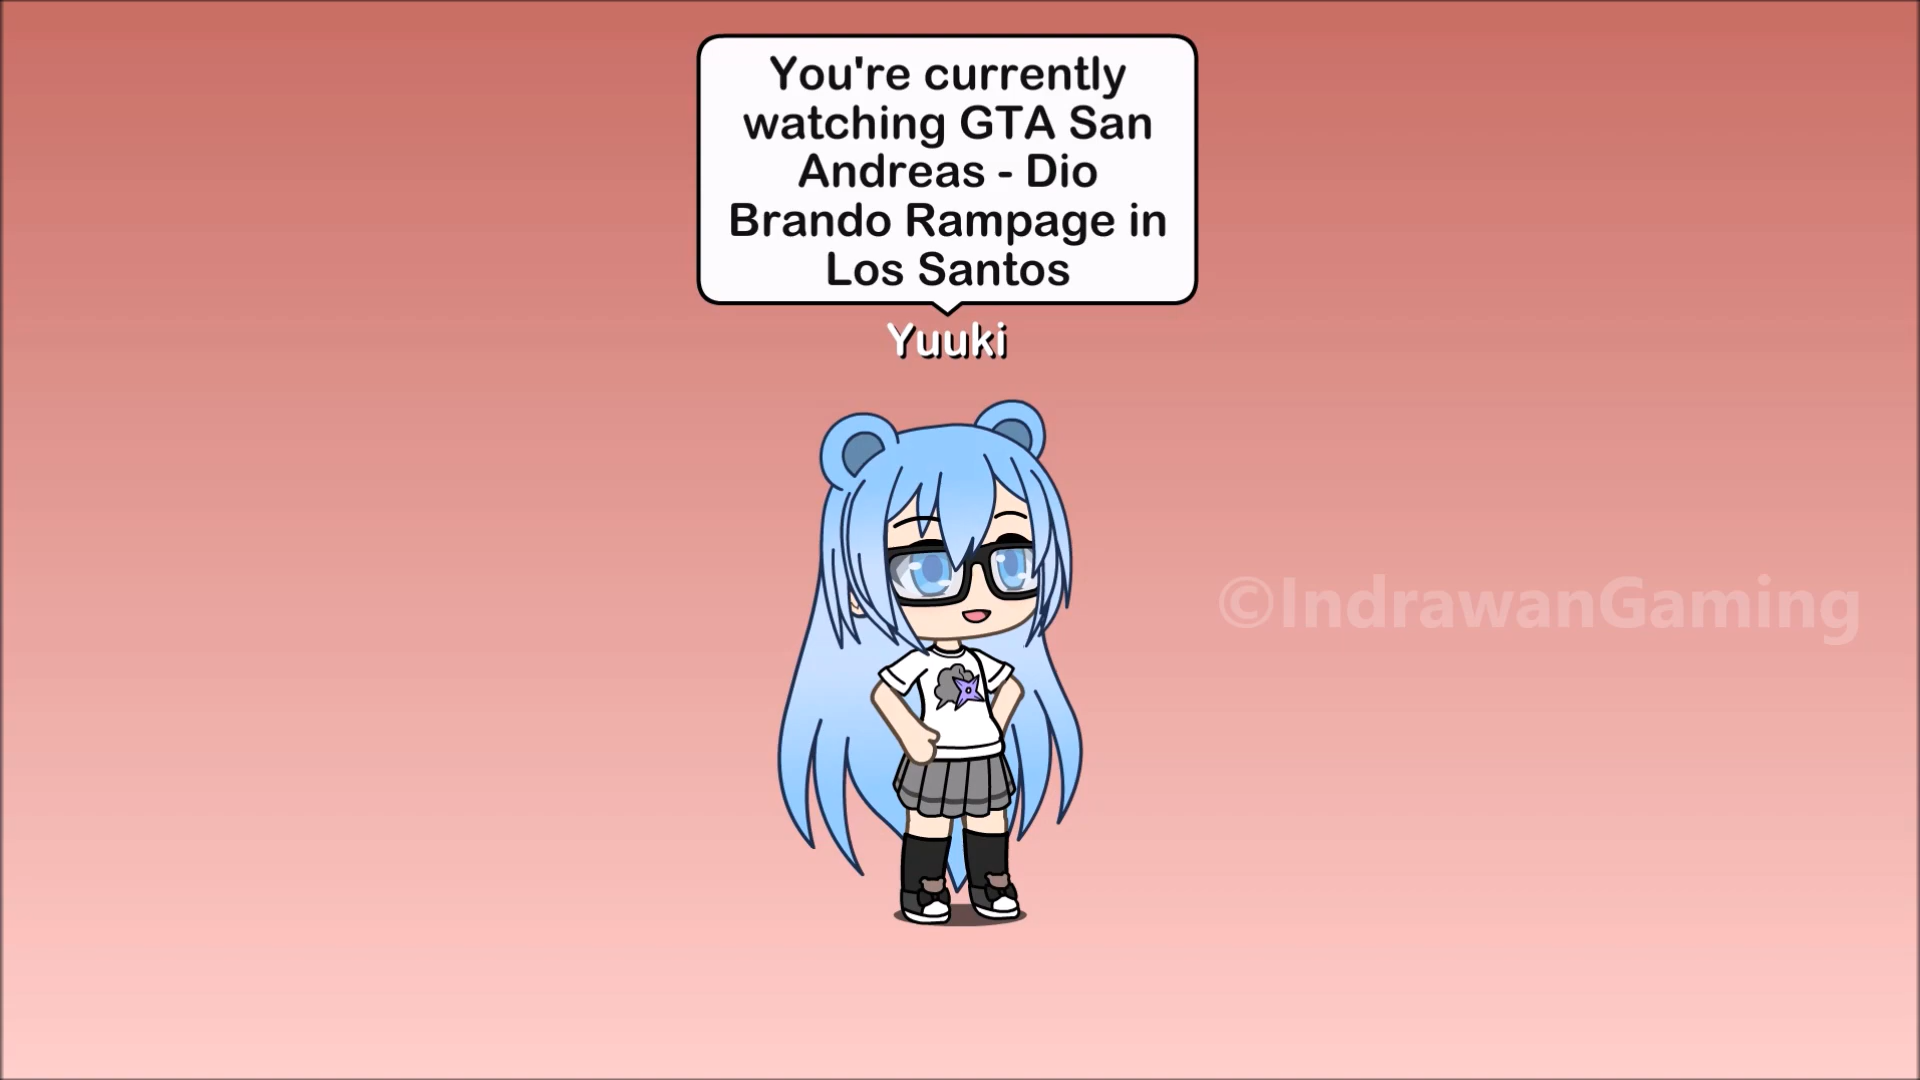 You're currently
watching GTA San
Andreas - Dio
Brando Rampage in
Los Santos
Yuuki
©IndrawanGaming